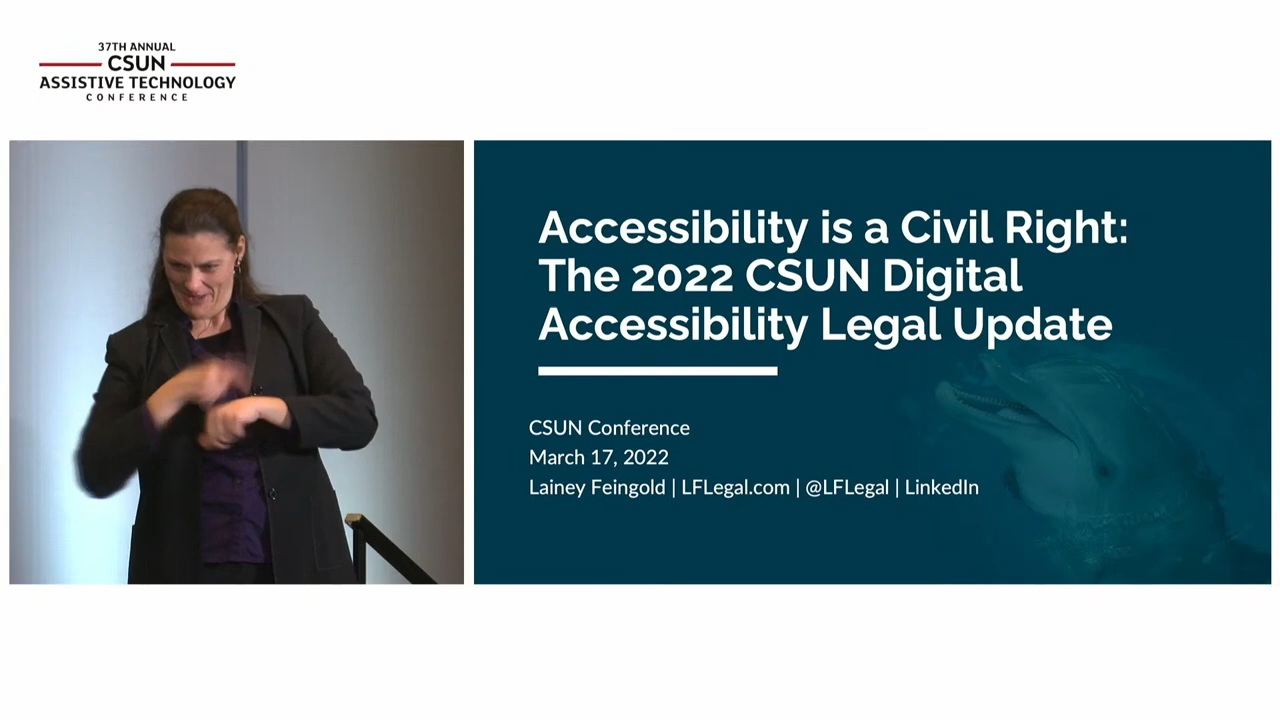 37TH ANNUAL
CSUN
ASSISTIVE TECHNOLOGY
CONFERENCE
Accessibility is a Civil Right:
The 2022 CSUN Digital
Accessibility Legal Update
CSUN Conference
March 17, 2022
Lainey Feingold | LFLegal.com | @LFLegal | LinkedIn